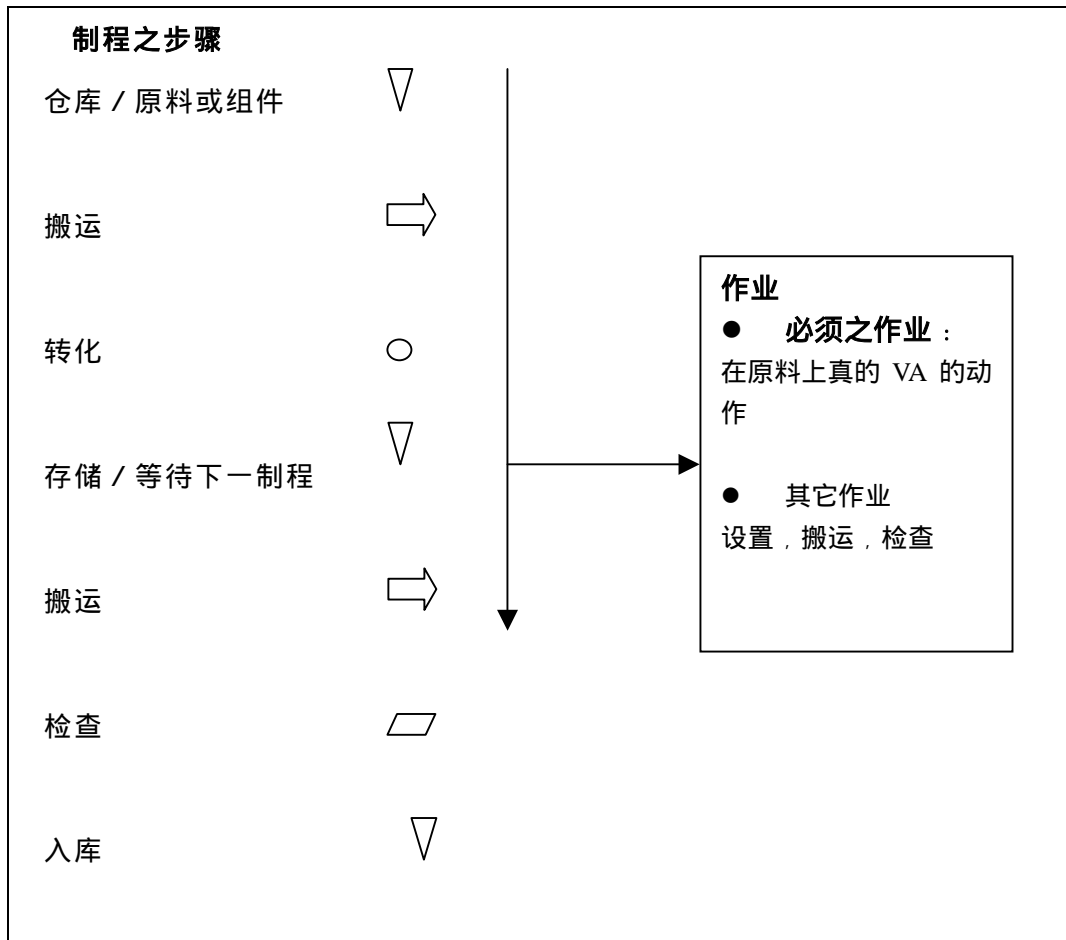 制程之步骤
仓库 / 原料或组件
搬运
转化
存储 / 等待下一制程
搬运
检查
入库
作业
● 必须之作业：
在原料上真的 VA 的动
作
● 其它作业
设置，搬运，检查